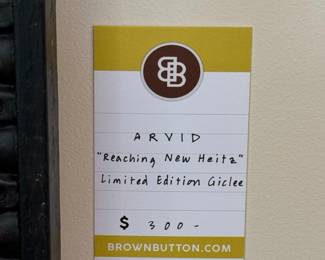 BB
ARVID
"Reaching New Heitz"
Limited Edition Giclee
$ 300-
BROWNBUTTON.COM